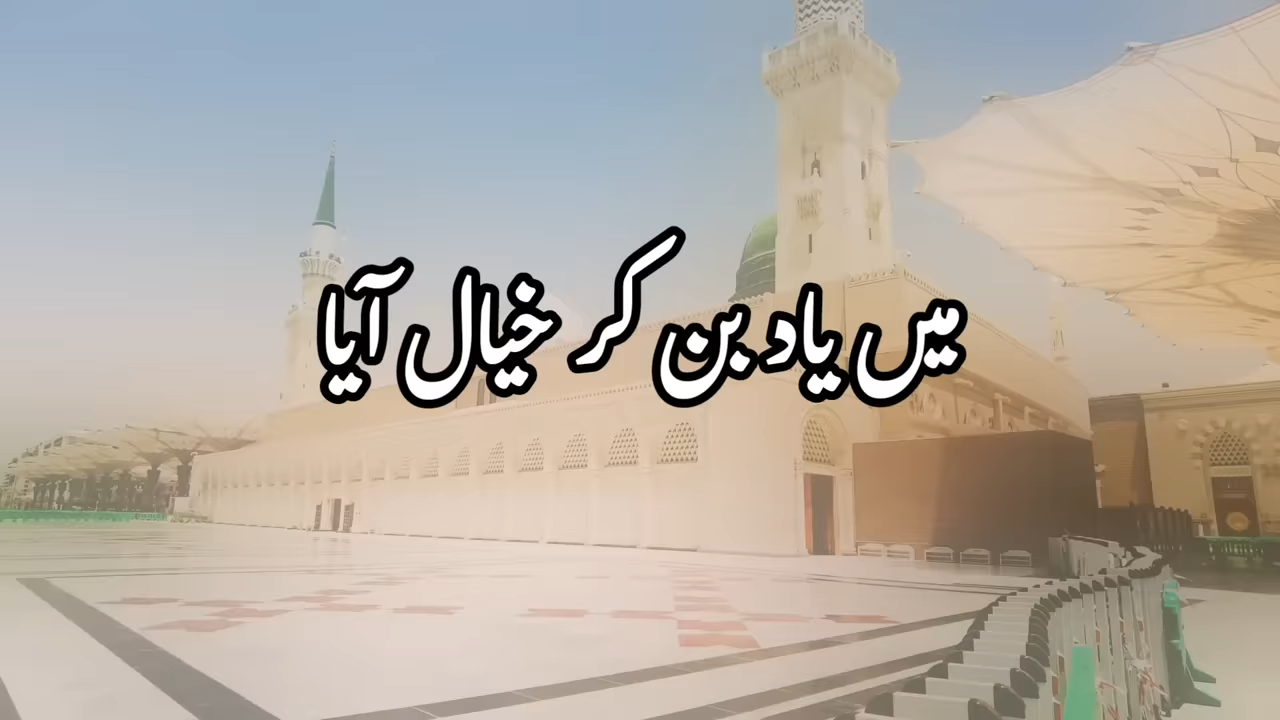 میں یاد بن کر خیال آیا